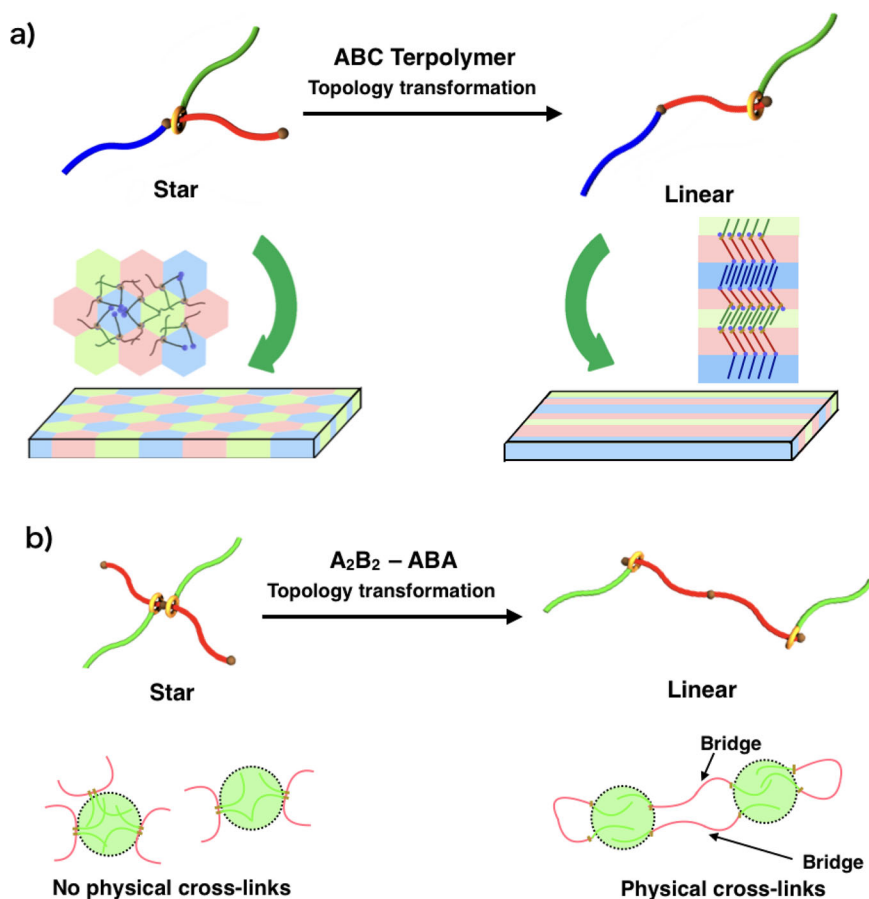 a)
ABC Terpolymer
Topology transformation
Star
Linear
b)
A₂B₂ – ABA
Topology transformation
Star
Linear
Bridge
Bridge
No physical cross-links
Physical cross-links